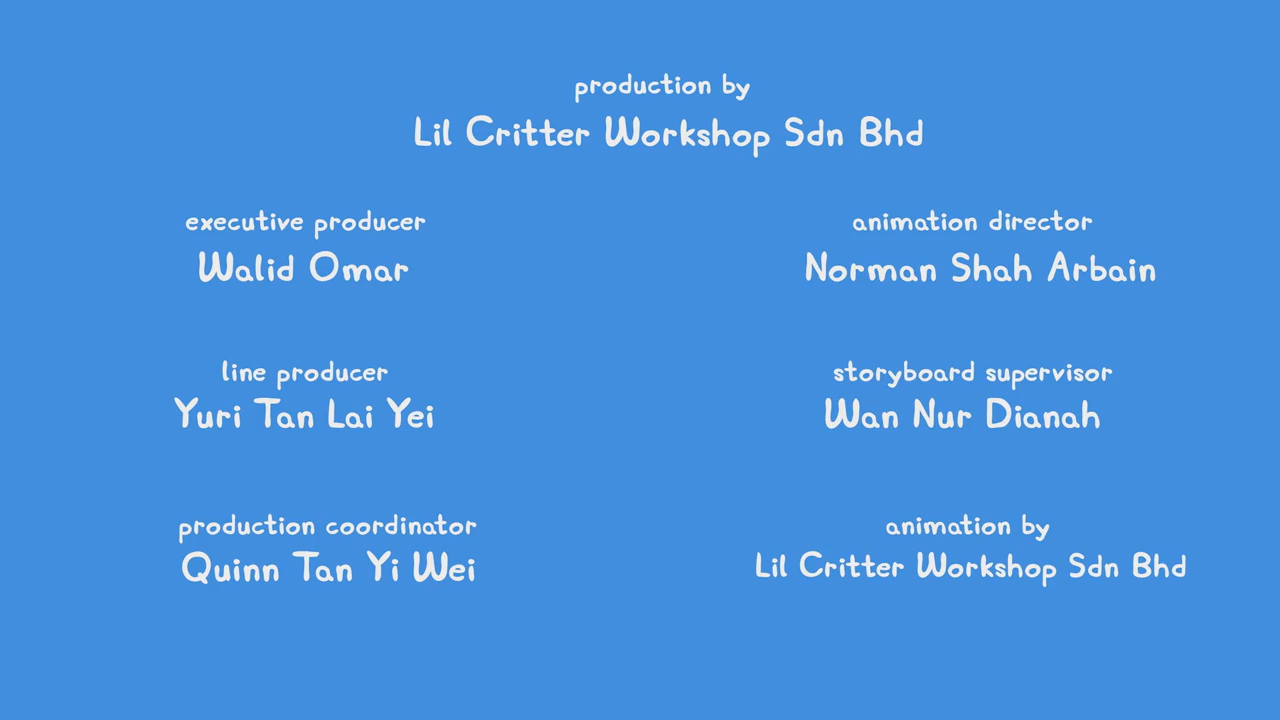 production by
Lil Critter Workshop Sdn Bhd
executive producer
Walid Omar
animation director
Norman Shah Arbain
line producer
Yuri Tan Lai Yei
storyboard supervisor
Wan Nur Dianah
production coordinator
Quinn Tan Yi Wei
animation by
Lil Critter Workshop Sdn Bhd